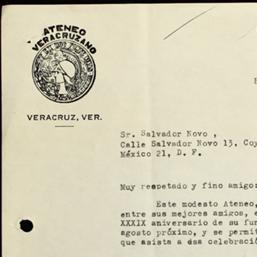 ATENEO
VERACRUZANO
VERACRUZ, VER.
Sr. Salvador Novo,
Calle Salvador Novo 13, Coy
México 21, D. F.
Muy respetado y fino amigo:
Este modesto Ateneo,
entre sus mejores amigos, e
XXXIX aniversario de su fun
agosto próximo, y se permit
que asista a esa celebració